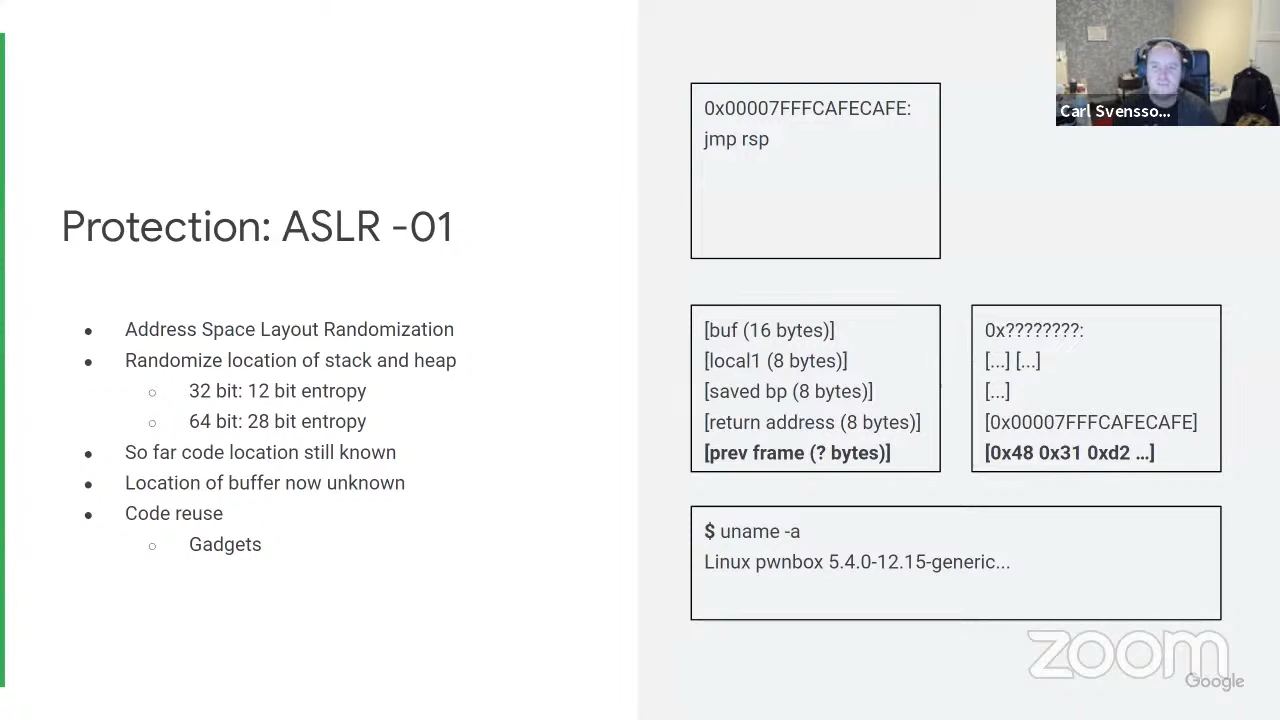 Protection: ASLR -01
● Address Space Layout Randomization
● Randomize location of stack and heap
○ 32 bit: 12 bit entropy
○ 64 bit: 28 bit entropy
● So far code location still known
● Location of buffer now unknown
● Code reuse
○ Gadgets
0x00007FFFCAFECAFE:
jmp rsp
[buf (16 bytes)]
[local1 (8 bytes)]
[saved bp (8 bytes)]
[return address (8 bytes)]
[prev frame (? bytes)]
0x????????:
[...] [...]
[...]
[0x00007FFFCAFECAFE]
[0x48 0x31 0xd2 ...]
$ uname -a
Linux pwnbox 5.4.0-12.15-generic...
Carl Svensso...
zoom
Google